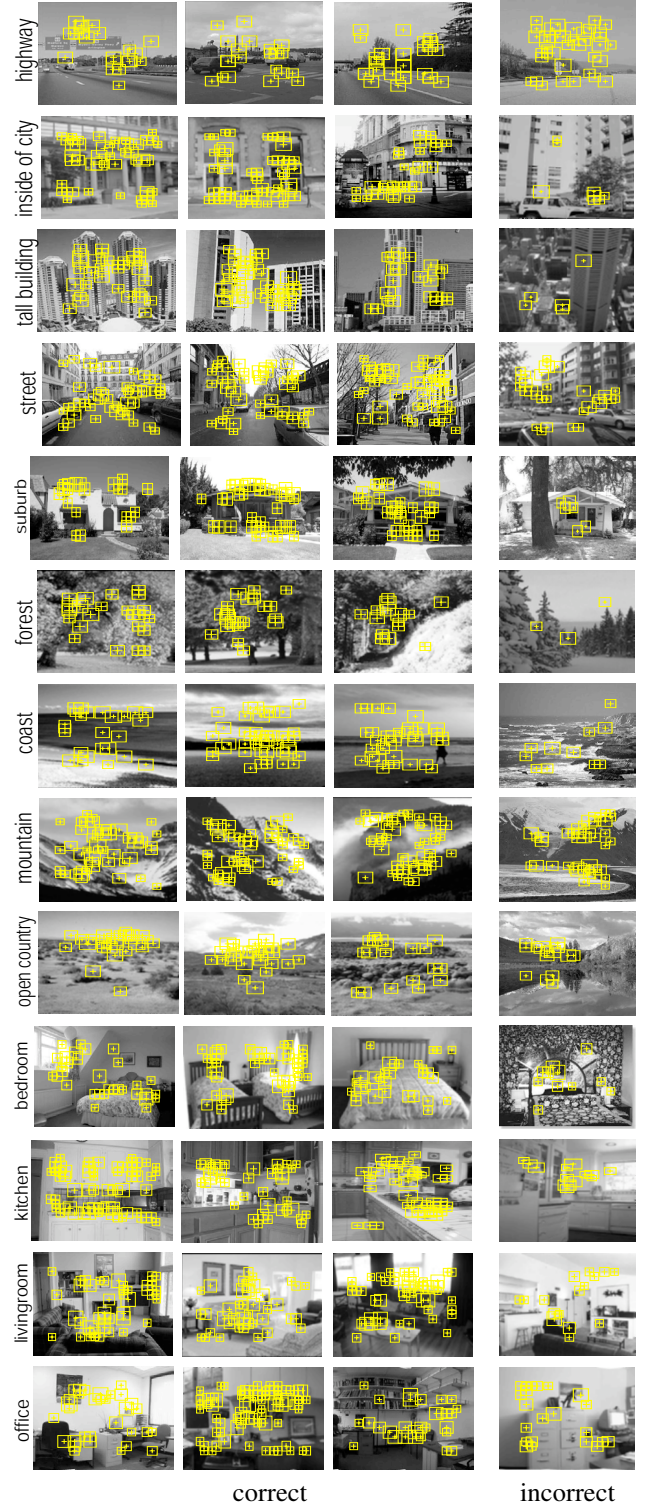 highway
inside of city
tall building
street
suburb
forest
coast
mountain
open country
bedroom
kitchen
livingroom
office
correct
incorrect